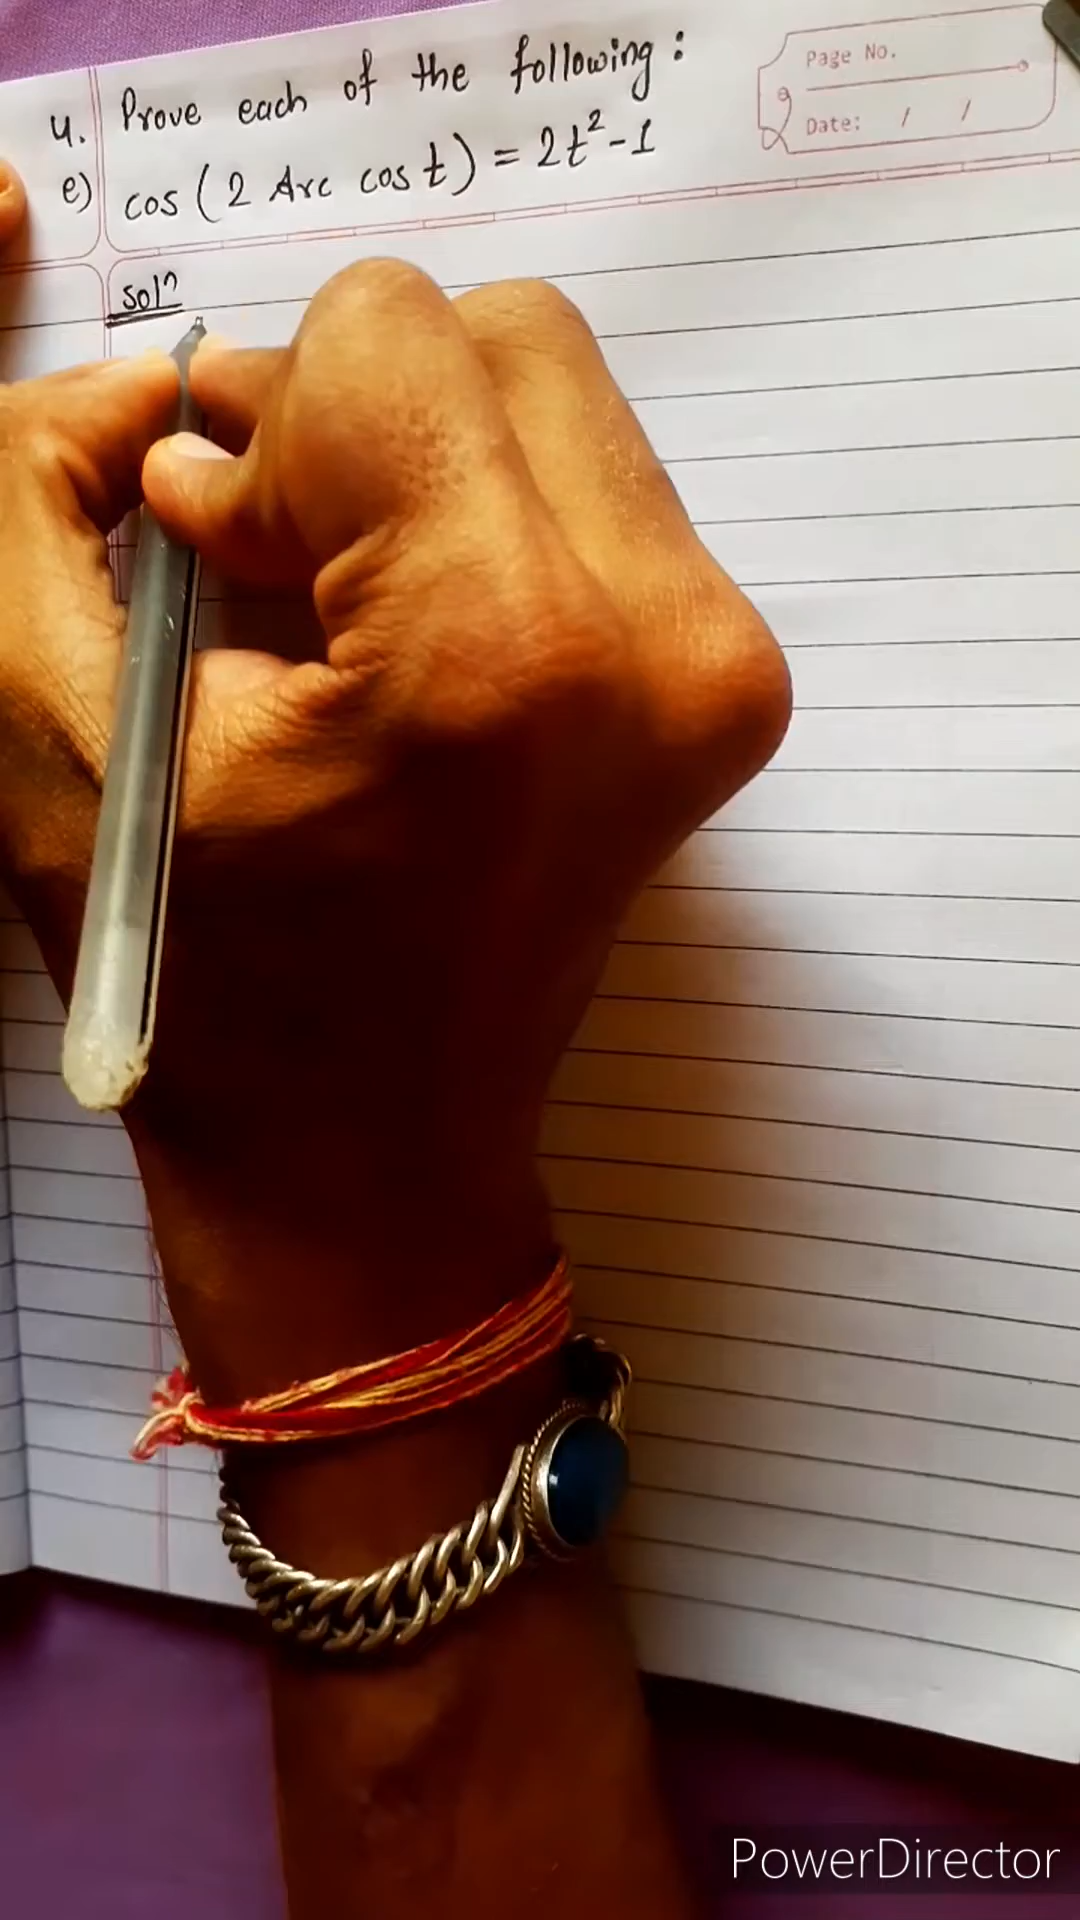 Page No.
Date: / /
4. Prove each of the following:
e) cos (2 Arc cos t) = 2t²-1
Solⁿ
PowerDirector